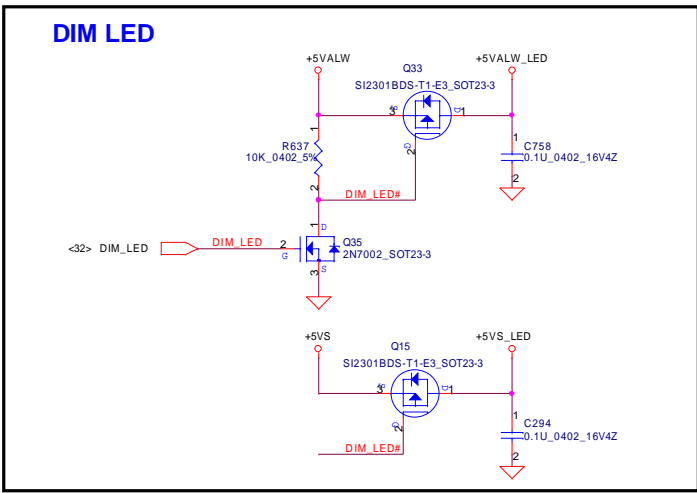 DIM LED
+5VALW
+5VALW_LED
Q33
SI2301BDS-T1-E3_SOT23-3
S
D
3
1
G
2
1
R637
10K_0402_5%
2
1
C758
0.1U_0402_16V4Z
2
DIM_LED#
<32> DIM_LED
DIM_LED
2
G
1
D
Q35
2N7002_SOT23-3
S
3
+5VS
+5VS_LED
Q15
SI2301BDS-T1-E3_SOT23-3
S
D
3
1
G
2
1
C294
0.1U_0402_16V4Z
2
DIM_LED#